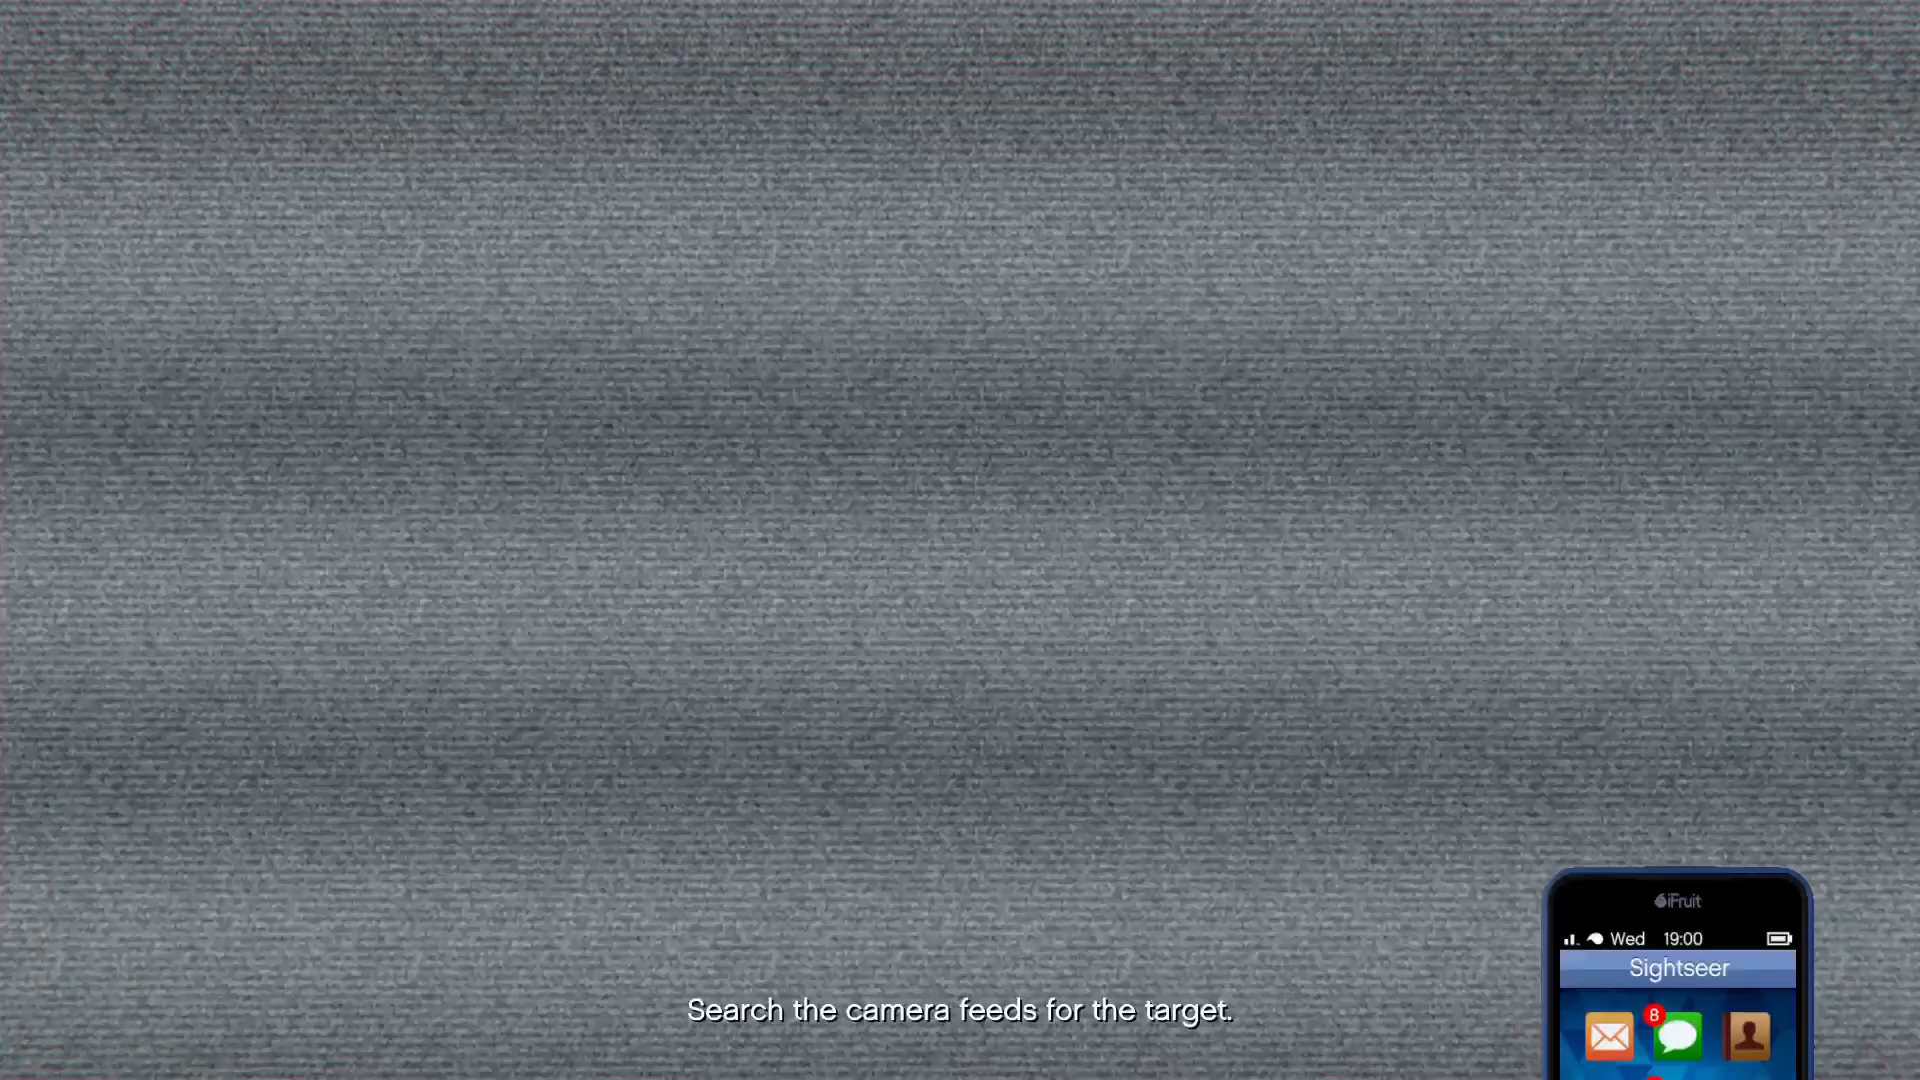 iFruit
Wed 19:00
Sightseer
8
Search the camera feeds for the target.